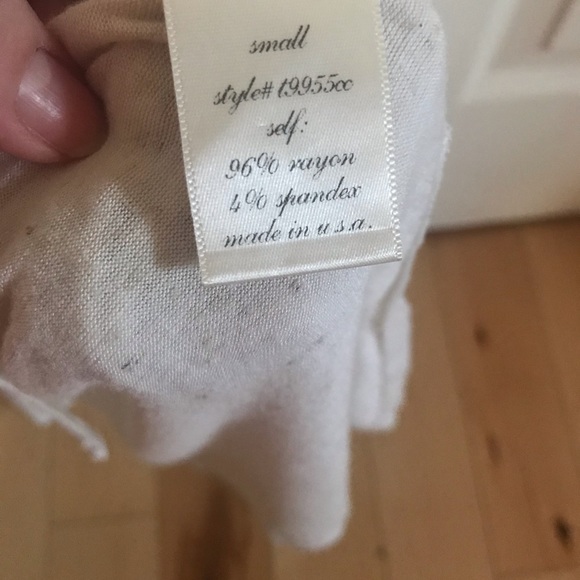 small
style# t9955cc
self:
96% rayon
4% spandex
made in u.s.a.